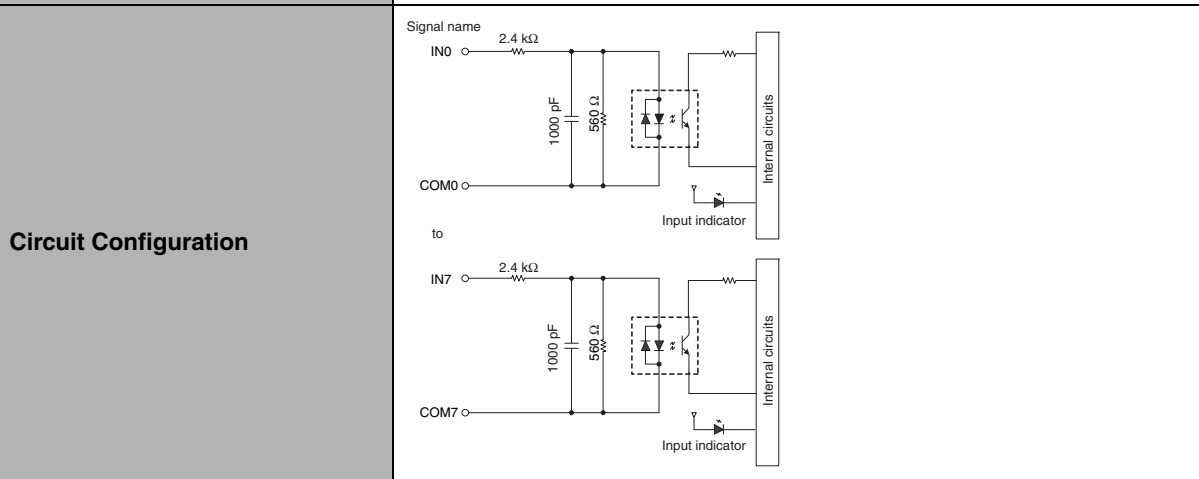 Circuit Configuration
Signal name
IN0
2.4 kΩ
1000 pF
560 Ω
COM0
Internal circuits
Input indicator
to
IN7
2.4 kΩ
1000 pF
560 Ω
COM7
Internal circuits
Input indicator